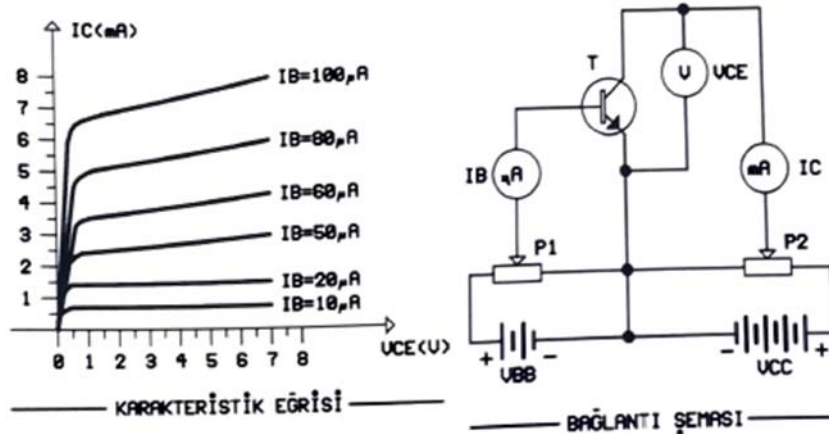 IC(mA)
8
7
6
5
4
3
2
1
IB=100µA
IB=80µA
IB=60µA
IB=50µA
IB=20µA
IB=10µA
0 1 2 3 4 5 6 7 8
VCE(V)
KARAKTERİSTİK EĞRİSİ
T
V
VCE
IB
µA
mA
IC
P1
P2
+
-
VBB
-
+
VCC
BAĞLANTI ŞEMASI